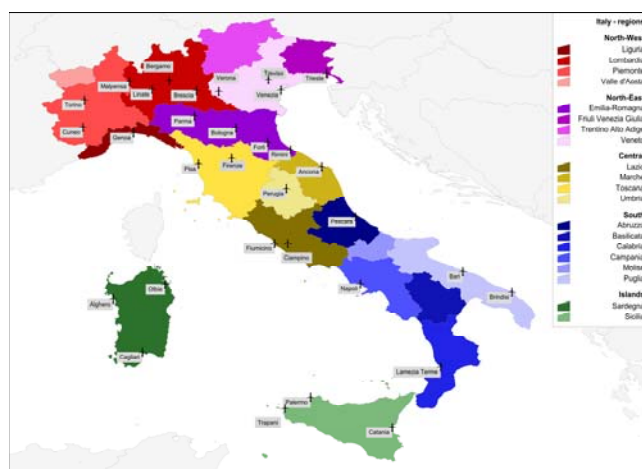 Italy - regions
North-West
Liguria
Lombardia
Piemonte
Valle d'Aosta
North-East
Emilia-Romagna
Friuli Venezia Giulia
Trentino Alto Adige
Veneto
Central
Lazio
Marche
Toscana
Umbria
South
Abruzzo
Basilicata
Calabria
Campania
Molise
Puglia
Islands
Sardegna
Sicilia
Bergamo
Malpensa
Verona
Treviso
Trieste
Torino
Linate
Brescia
Venezia
Cuneo
Genoa
Parma
Bologna
Forlì
Rimini
Pisa
Firenze
Ancona
Perugia
Pescara
Fiumicino
Ciampino
Olbia
Alghero
Napoli
Bari
Brindisi
Cagliari
Lamezia Terme
Palermo
Trapani
Catania